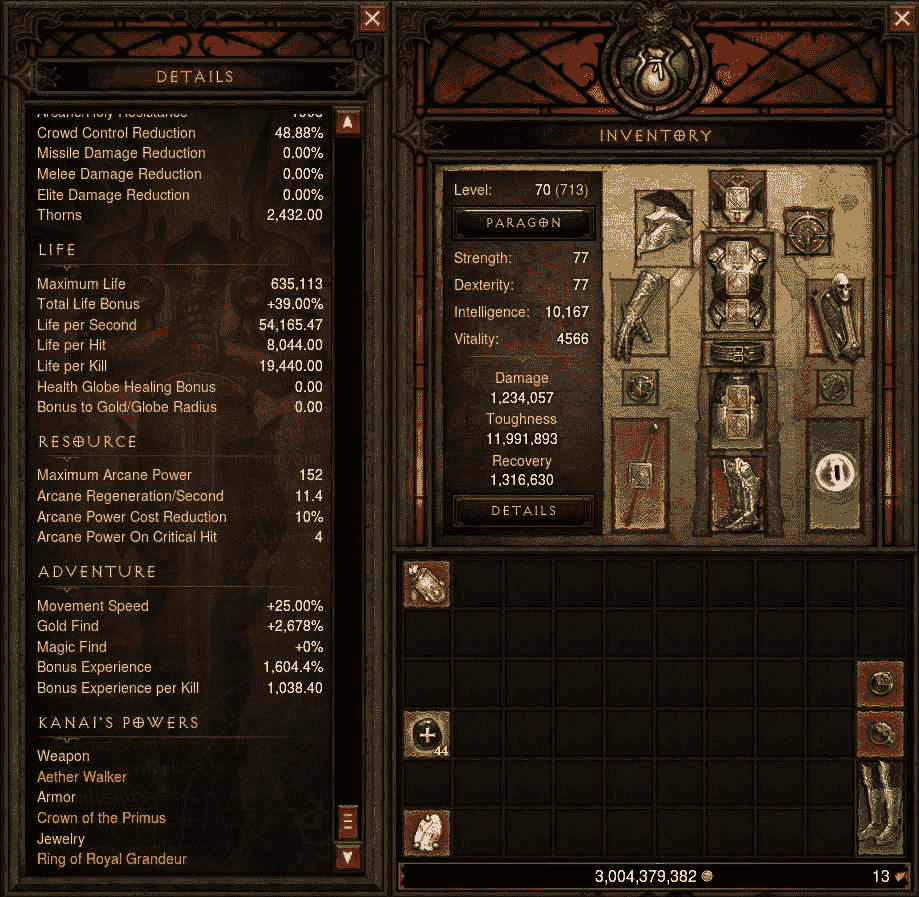 DETAILS
Crowd Control Reduction 48.88%
Missile Damage Reduction 0.00%
Melee Damage Reduction 0.00%
Elite Damage Reduction 0.00%
Thorns 2,432.00
LIFE
Maximum Life 635,113
Total Life Bonus +39.00%
Life per Second 54,165.47
Life per Hit 8,044.00
Life per Kill 19,440.00
Health Globe Healing Bonus 0.00
Bonus to Gold/Globe Radius 0.00
RESOURCE
Maximum Arcane Power 152
Arcane Regeneration/Second 11.4
Arcane Power Cost Reduction 10%
Arcane Power On Critical Hit 4
ADVENTURE
Movement Speed +25.00%
Gold Find +2,678%
Magic Find +0%
Bonus Experience 1,604.4%
Bonus Experience per Kill 1,038.40
KANAI'S POWERS
Weapon
Aether Walker
Armor
Crown of the Primus
Jewelry
Ring of Royal Grandeur
INVENTORY
Level: 70 (713)
PARAGON
Strength: 77
Dexterity: 77
Intelligence: 10,167
Vitality: 4566
Damage
1,234,057
Toughness
11,991,893
Recovery
1,316,630
DETAILS
44
3,004,379,382
13